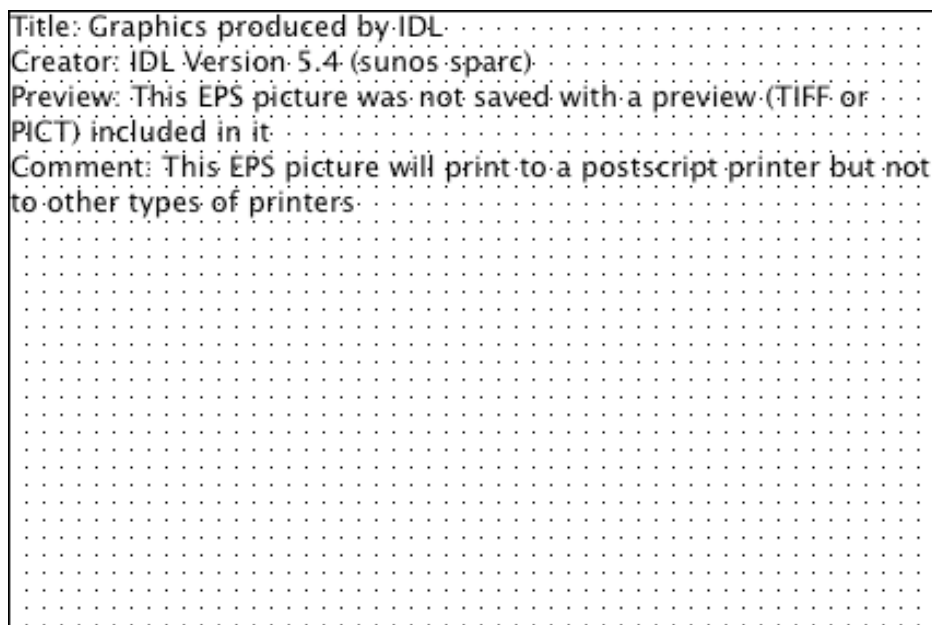 Title: Graphics produced by IDL
Creator: IDL Version 5.4 (sunos sparc)
Preview: This EPS picture was not saved with a preview (TIFF or
PICT) included in it
Comment: This EPS picture will print to a postscript printer but not
to other types of printers